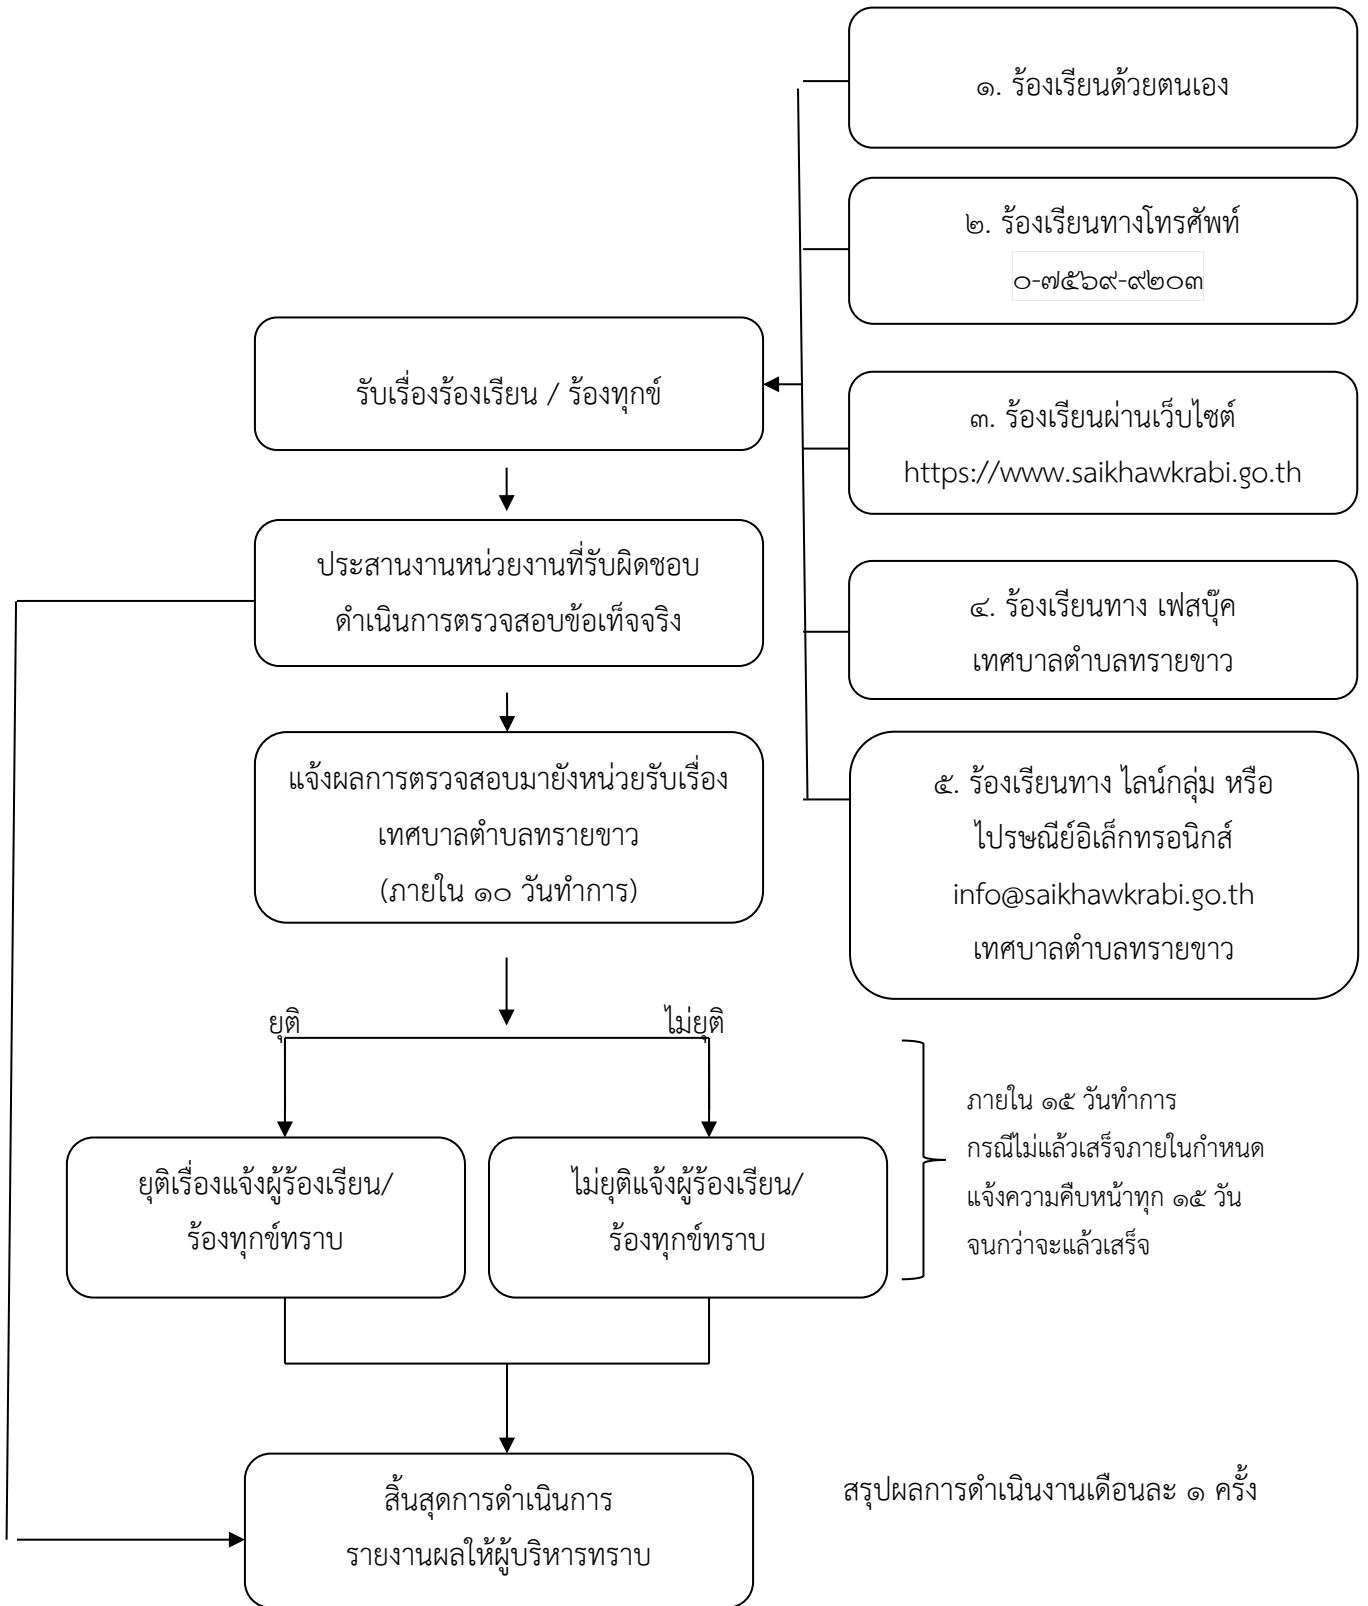 ๑. ร้องเรียนด้วยตนเอง
๒. ร้องเรียนทางโทรศัพท์
๐-๗๕๖๙-๙๒๐๓
๓. ร้องเรียนผ่านเว็บไซต์
https://www.saikhawkrabi.go.th
๔. ร้องเรียนทาง เฟสบุ๊ค
เทศบาลตำบลทรายขาว
๕. ร้องเรียนทาง ไลน์กลุ่ม หรือ
ไปรษณีย์อิเล็กทรอนิกส์
info@saikhawkrabi.go.th
เทศบาลตำบลทรายขาว
รับเรื่องร้องเรียน / ร้องทุกข์
ประสานงานหน่วยงานที่รับผิดชอบ
ดำเนินการตรวจสอบข้อเท็จจริง
แจ้งผลการตรวจสอบมายังหน่วยรับเรื่อง
เทศบาลตำบลทรายขาว
(ภายใน ๑๐ วันทำการ)
ยุติ
ไม่ยุติ
ยุติเรื่องแจ้งผู้ร้องเรียน/
ร้องทุกข์ทราบ
ไม่ยุติแจ้งผู้ร้องเรียน/
ร้องทุกข์ทราบ
ภายใน ๑๕ วันทำการ
กรณีไม่แล้วเสร็จภายในกำหนด
แจ้งความคืบหน้าทุก ๑๕ วัน
จนกว่าจะแล้วเสร็จ
สิ้นสุดการดำเนินการ
รายงานผลให้ผู้บริหารทราบ
สรุปผลการดำเนินงานเดือนละ ๑ ครั้ง